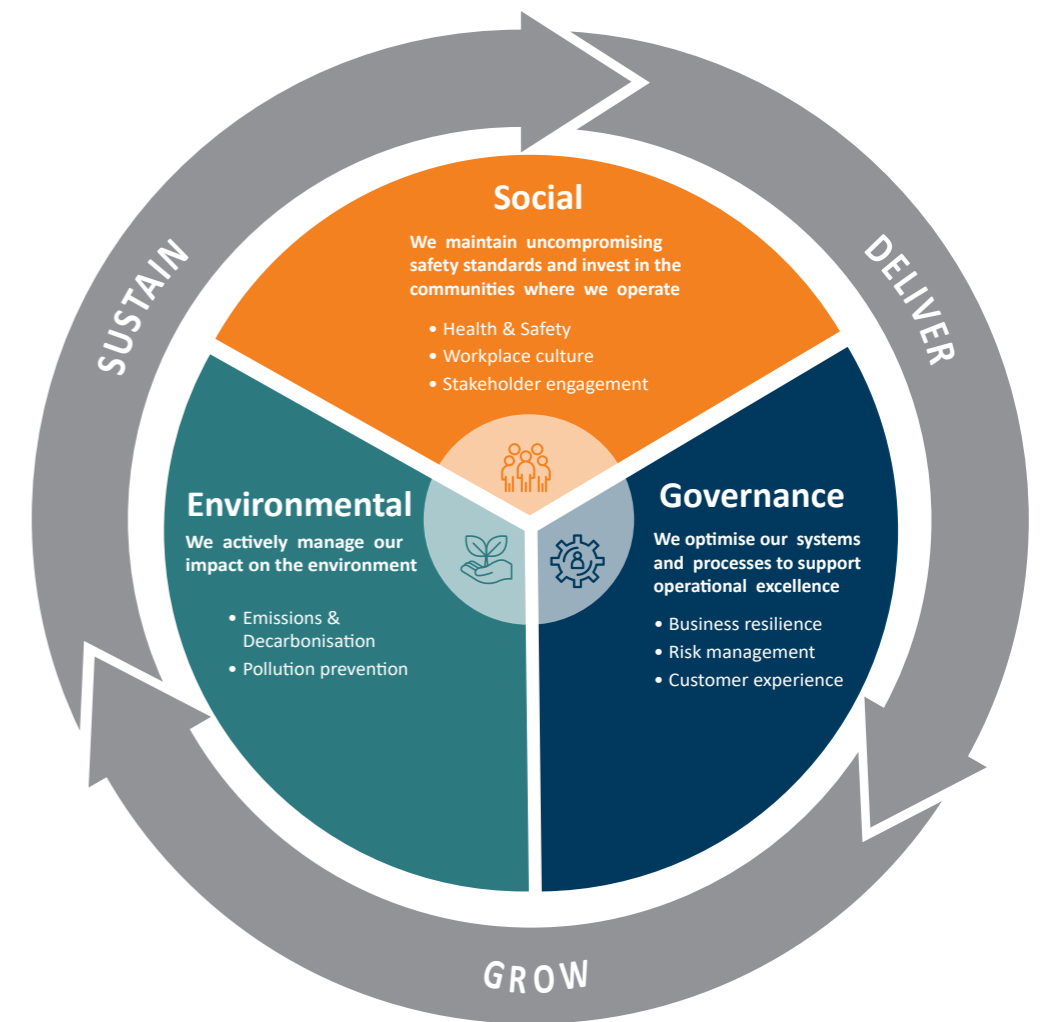 SUSTAIN
DELIVER
GROW
Social
We maintain uncompromising
safety standards and invest in the
communities where we operate
• Health & Safety
• Workplace culture
• Stakeholder engagement
Environmental
We actively manage our
impact on the environment
• Emissions &
Decarbonisation
• Pollution prevention
Governance
We optimise our systems
and processes to support
operational excellence
• Business resilience
• Risk management
• Customer experience